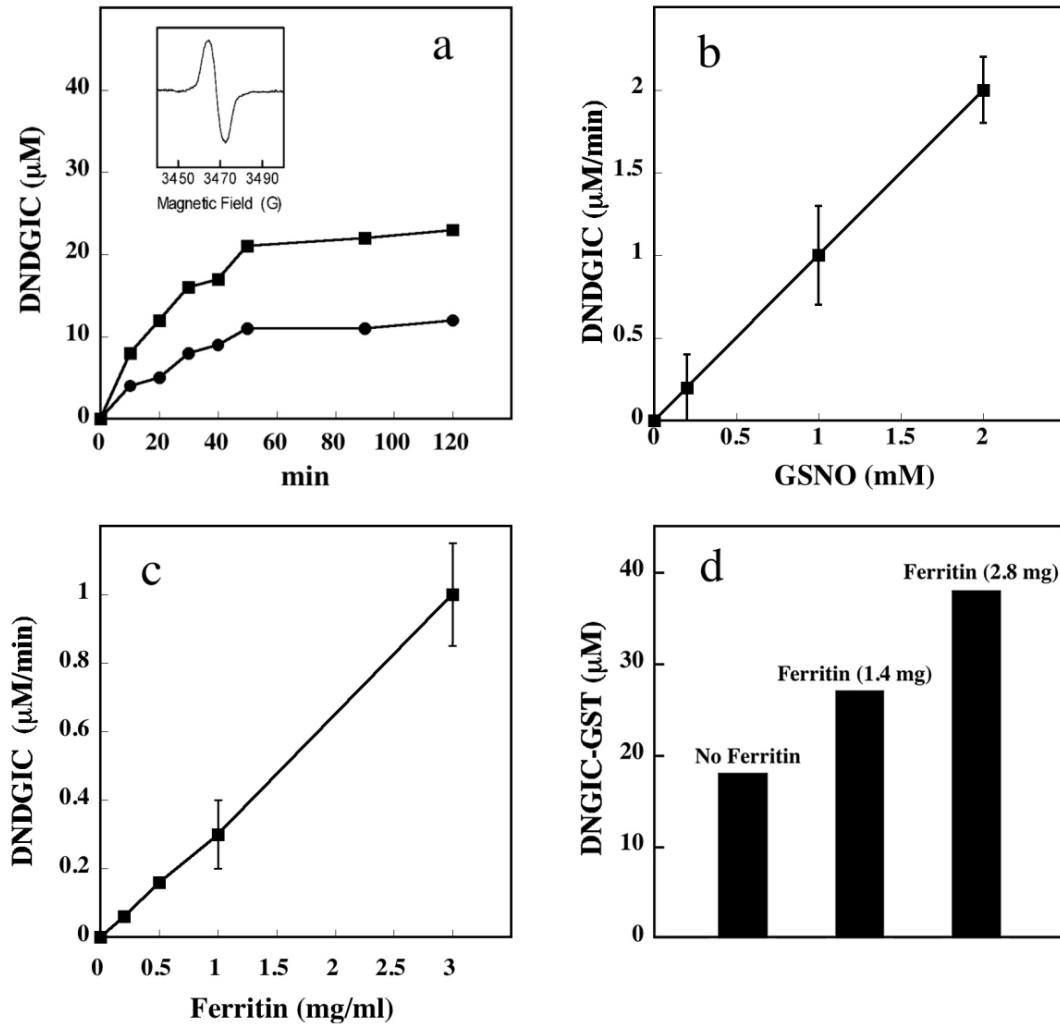 a
40
30
20
10
0
DNDGIC (μM)
3450 3470 3490
Magnetic Field (G)
0 20 40 60 80 100 120
min
b
2
1.5
1
0.5
0
DNDGIC (μM/min)
0 0.5 1 1.5 2
GSNO (mM)
c
1
0.8
0.6
0.4
0.2
0
DNDGIC (μM/min)
0 0.5 1 1.5 2 2.5 3
Ferritin (mg/ml)
d
40
30
20
10
0
DNGIC-GST (μM)
Ferritin (2.8 mg)
Ferritin (1.4 mg)
No Ferritin